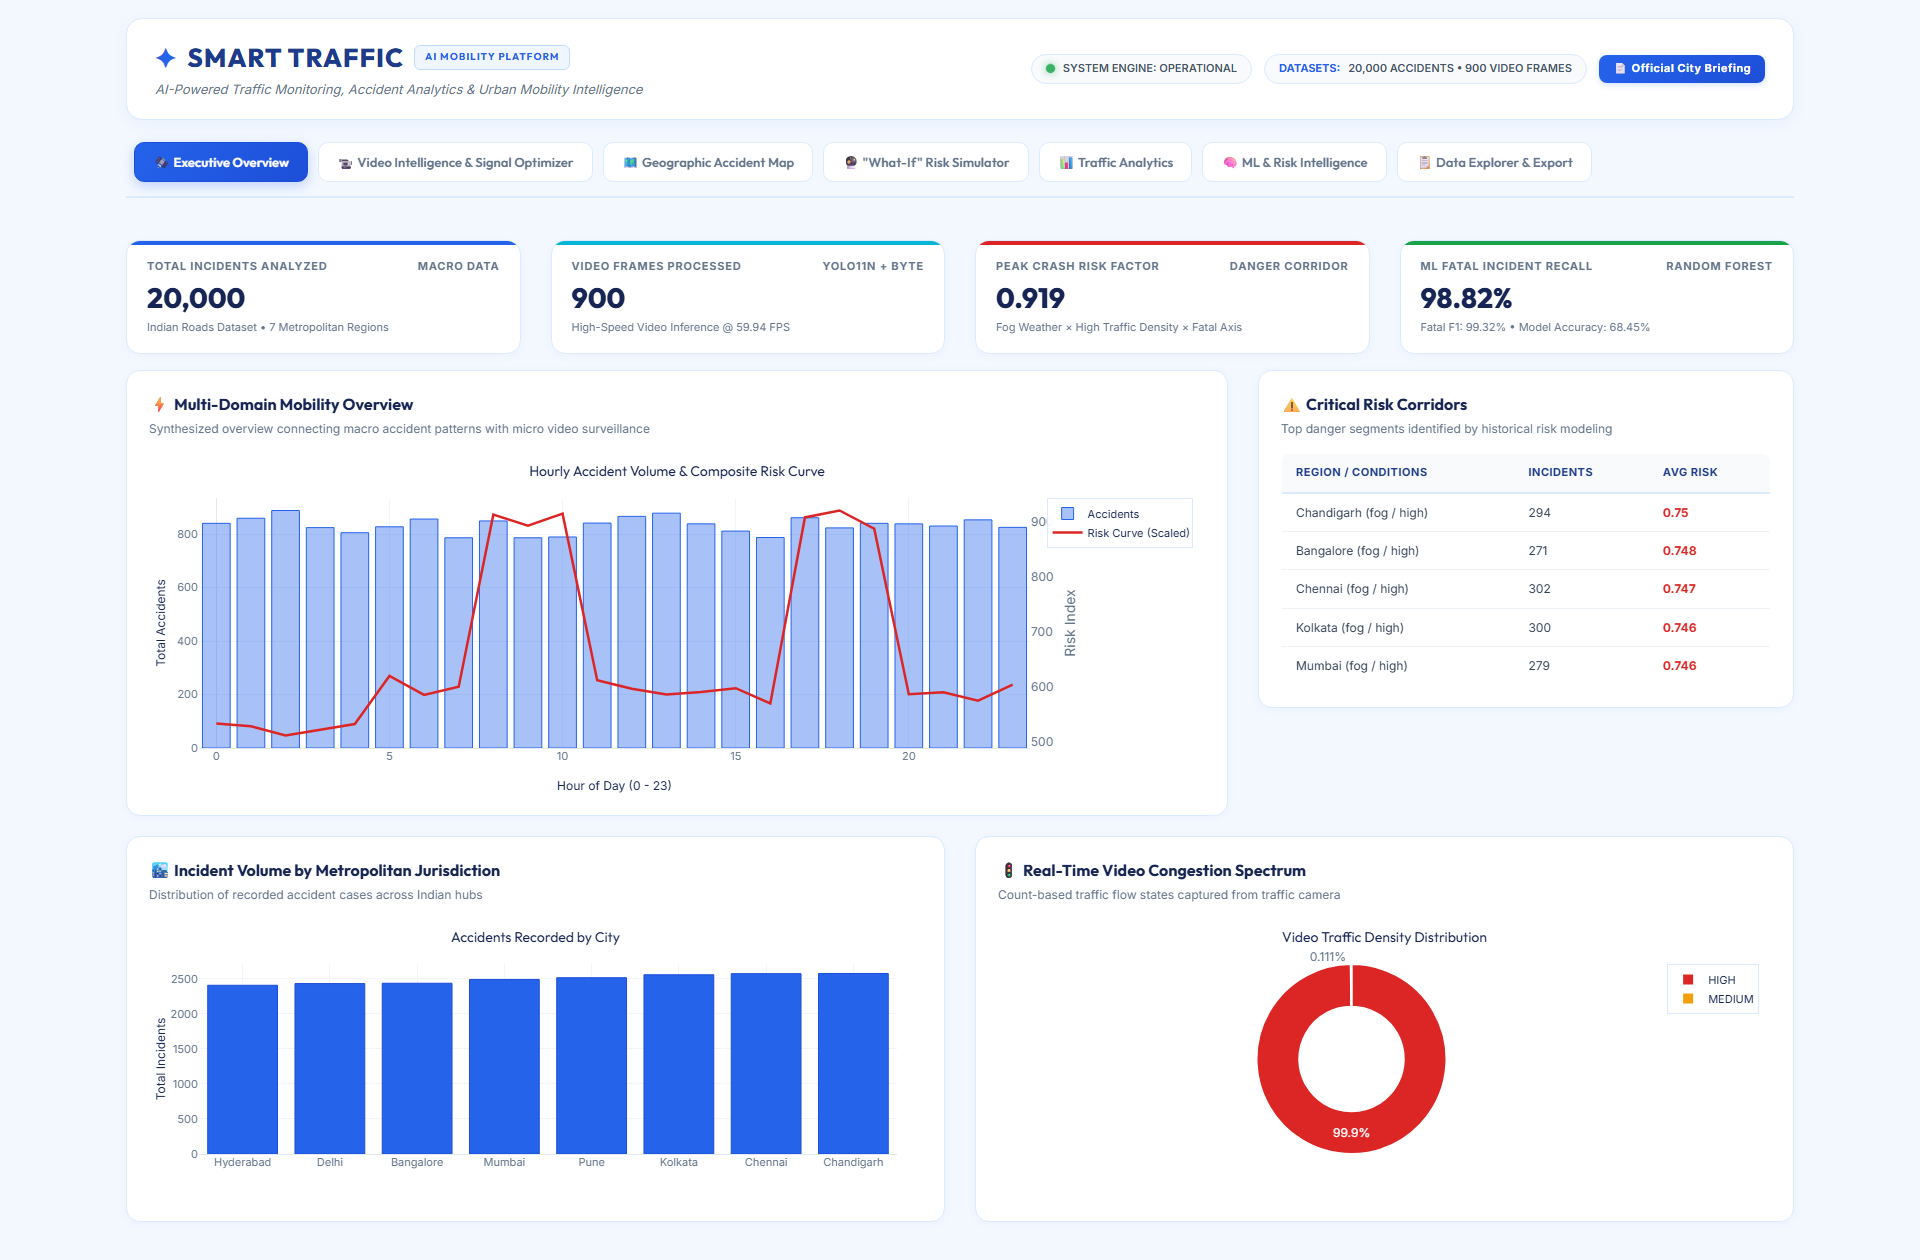 SMART TRAFFIC
AI MOBILITY PLATFORM
AI-Powered Traffic Monitoring, Accident Analytics & Urban Mobility Intelligence
SYSTEM ENGINE: OPERATIONAL
DATASETS: 20,000 ACCIDENTS • 900 VIDEO FRAMES
Official City Briefing
Executive Overview
Video Intelligence & Signal Optimizer
Geographic Accident Map
"What-If" Risk Simulator
Traffic Analytics
ML & Risk Intelligence
Data Explorer & Export
TOTAL INCIDENTS ANALYZED MACRO DATA
20,000
Indian Roads Dataset • 7 Metropolitan Regions
VIDEO FRAMES PROCESSED YOLO11N + BYTE
900
High-Speed Video Inference @ 59.94 FPS
PEAK CRASH RISK FACTOR DANGER CORRIDOR
0.919
Fog Weather × High Traffic Density × Fatal Axis
ML FATAL INCIDENT RECALL RANDOM FOREST
98.82%
Fatal F1: 99.32% • Model Accuracy: 68.45%
Multi-Domain Mobility Overview
Synthesized overview connecting macro accident patterns with micro video surveillance
Hourly Accident Volume & Composite Risk Curve
Total Accidents
800
600
400
200
0
0 5 10 15 20
Hour of Day (0 - 23)
90
800
700
600
500
Risk Index
Accidents
Risk Curve (Scaled)
Critical Risk Corridors
Top danger segments identified by historical risk modeling
REGION / CONDITIONS INCIDENTS AVG RISK
Chandigarh (fog / high) 294 0.75
Bangalore (fog / high) 271 0.748
Chennai (fog / high) 302 0.747
Kolkata (fog / high) 300 0.746
Mumbai (fog / high) 279 0.746
Incident Volume by Metropolitan Jurisdiction
Distribution of recorded accident cases across Indian hubs
Accidents Recorded by City
Total Incidents
2500
2000
1500
1000
500
0
Hyderabad Delhi Bangalore Mumbai Pune Kolkata Chennai Chandigarh
Real-Time Video Congestion Spectrum
Count-based traffic flow states captured from traffic camera
Video Traffic Density Distribution
0.111%
99.9%
HIGH
MEDIUM